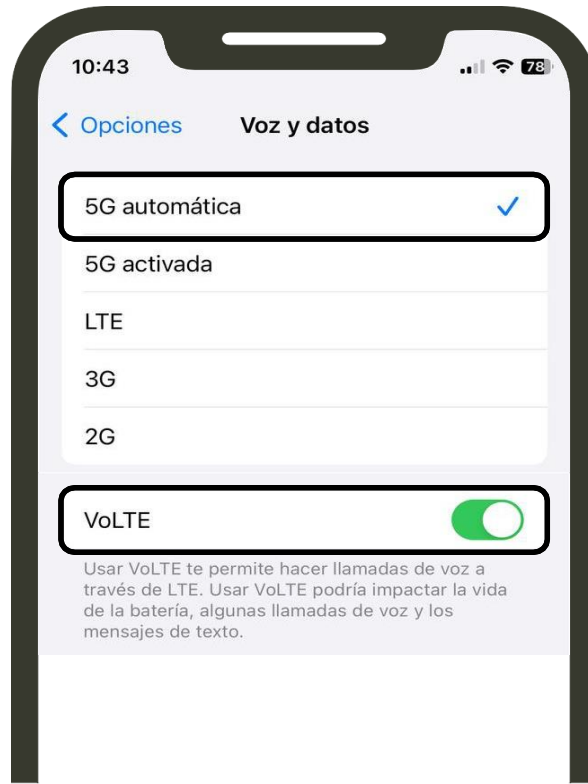 10:43
78
Opciones
Voz y datos
5G automática
5G activada
LTE
3G
2G
VoLTE
Usar VoLTE te permite hacer llamadas de voz a
través de LTE. Usar VoLTE podría impactar la vida
de la batería, algunas llamadas de voz y los
mensajes de texto.